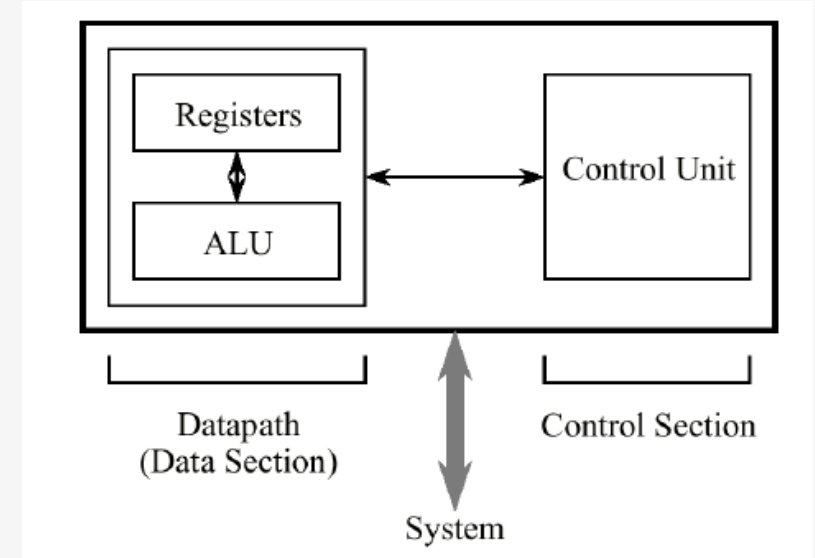 Registers
ALU
Control Unit
Datapath
(Data Section)
Control Section
System